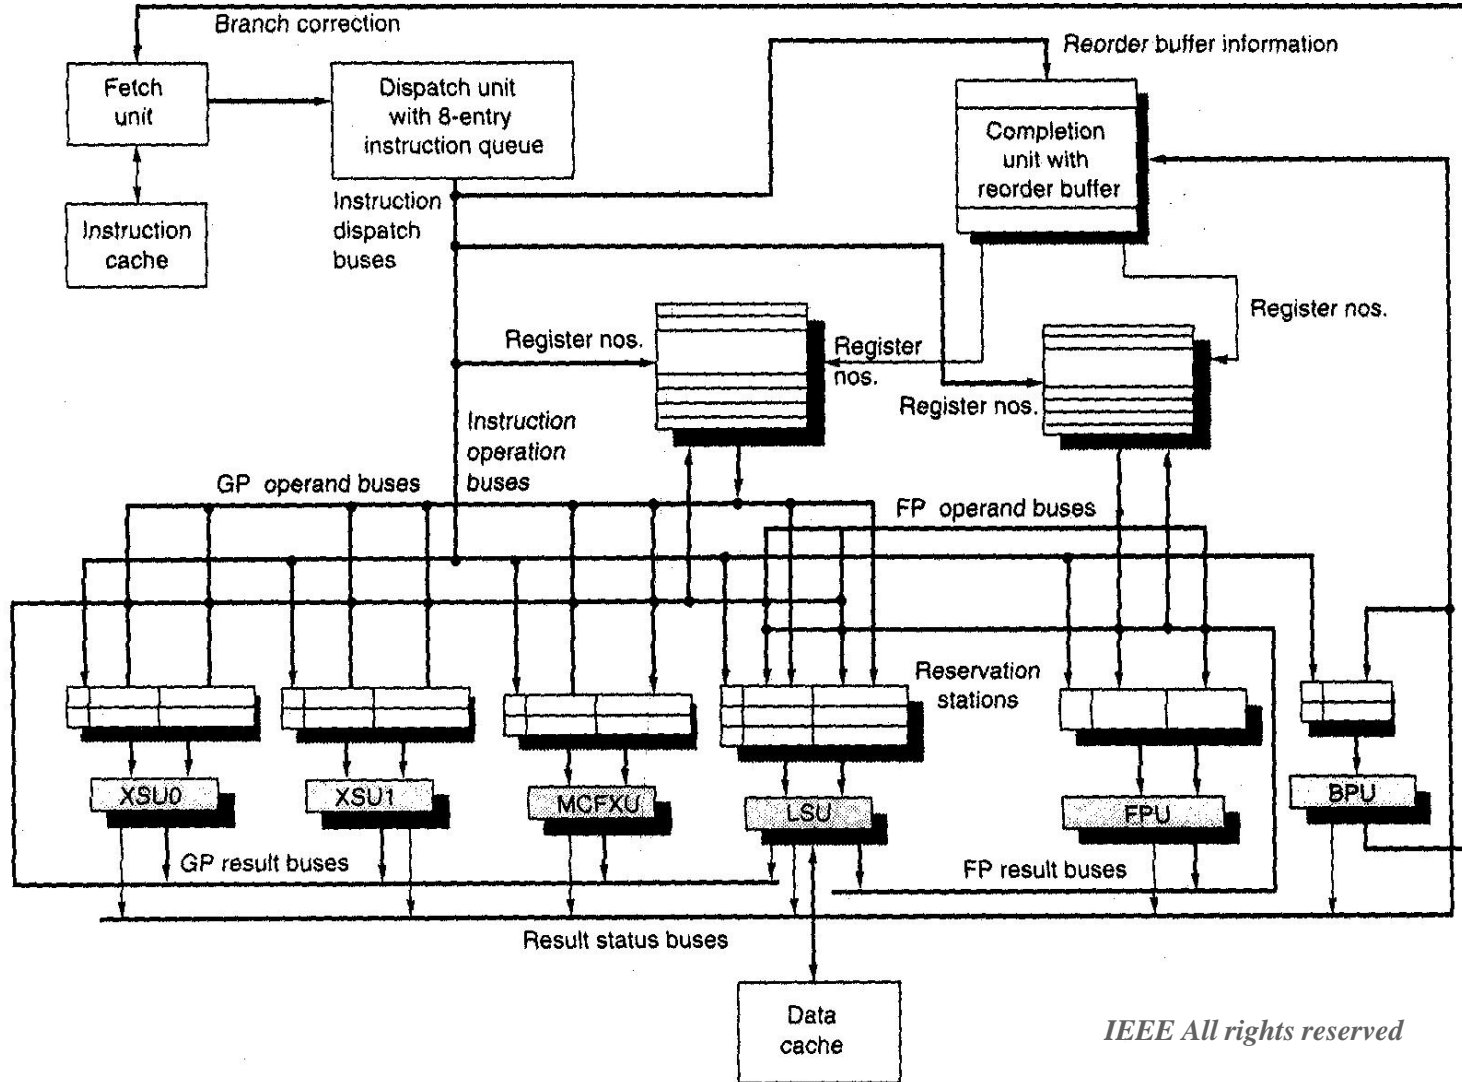 Branch correction
Reorder buffer information
Fetch
unit
Dispatch unit
with 8-entry
instruction queue
Completion
unit with
reorder buffer
Instruction
cache
Instruction
dispatch
buses
Register nos.
Register nos.
Register
nos.
Register nos.
Instruction
operation
buses
GP operand buses
FP operand buses
Reservation
stations
XSU0
XSU1
MCFXU
LSU
FPU
BPU
GP result buses
FP result buses
Result status buses
Data
cache
IEEE All rights reserved